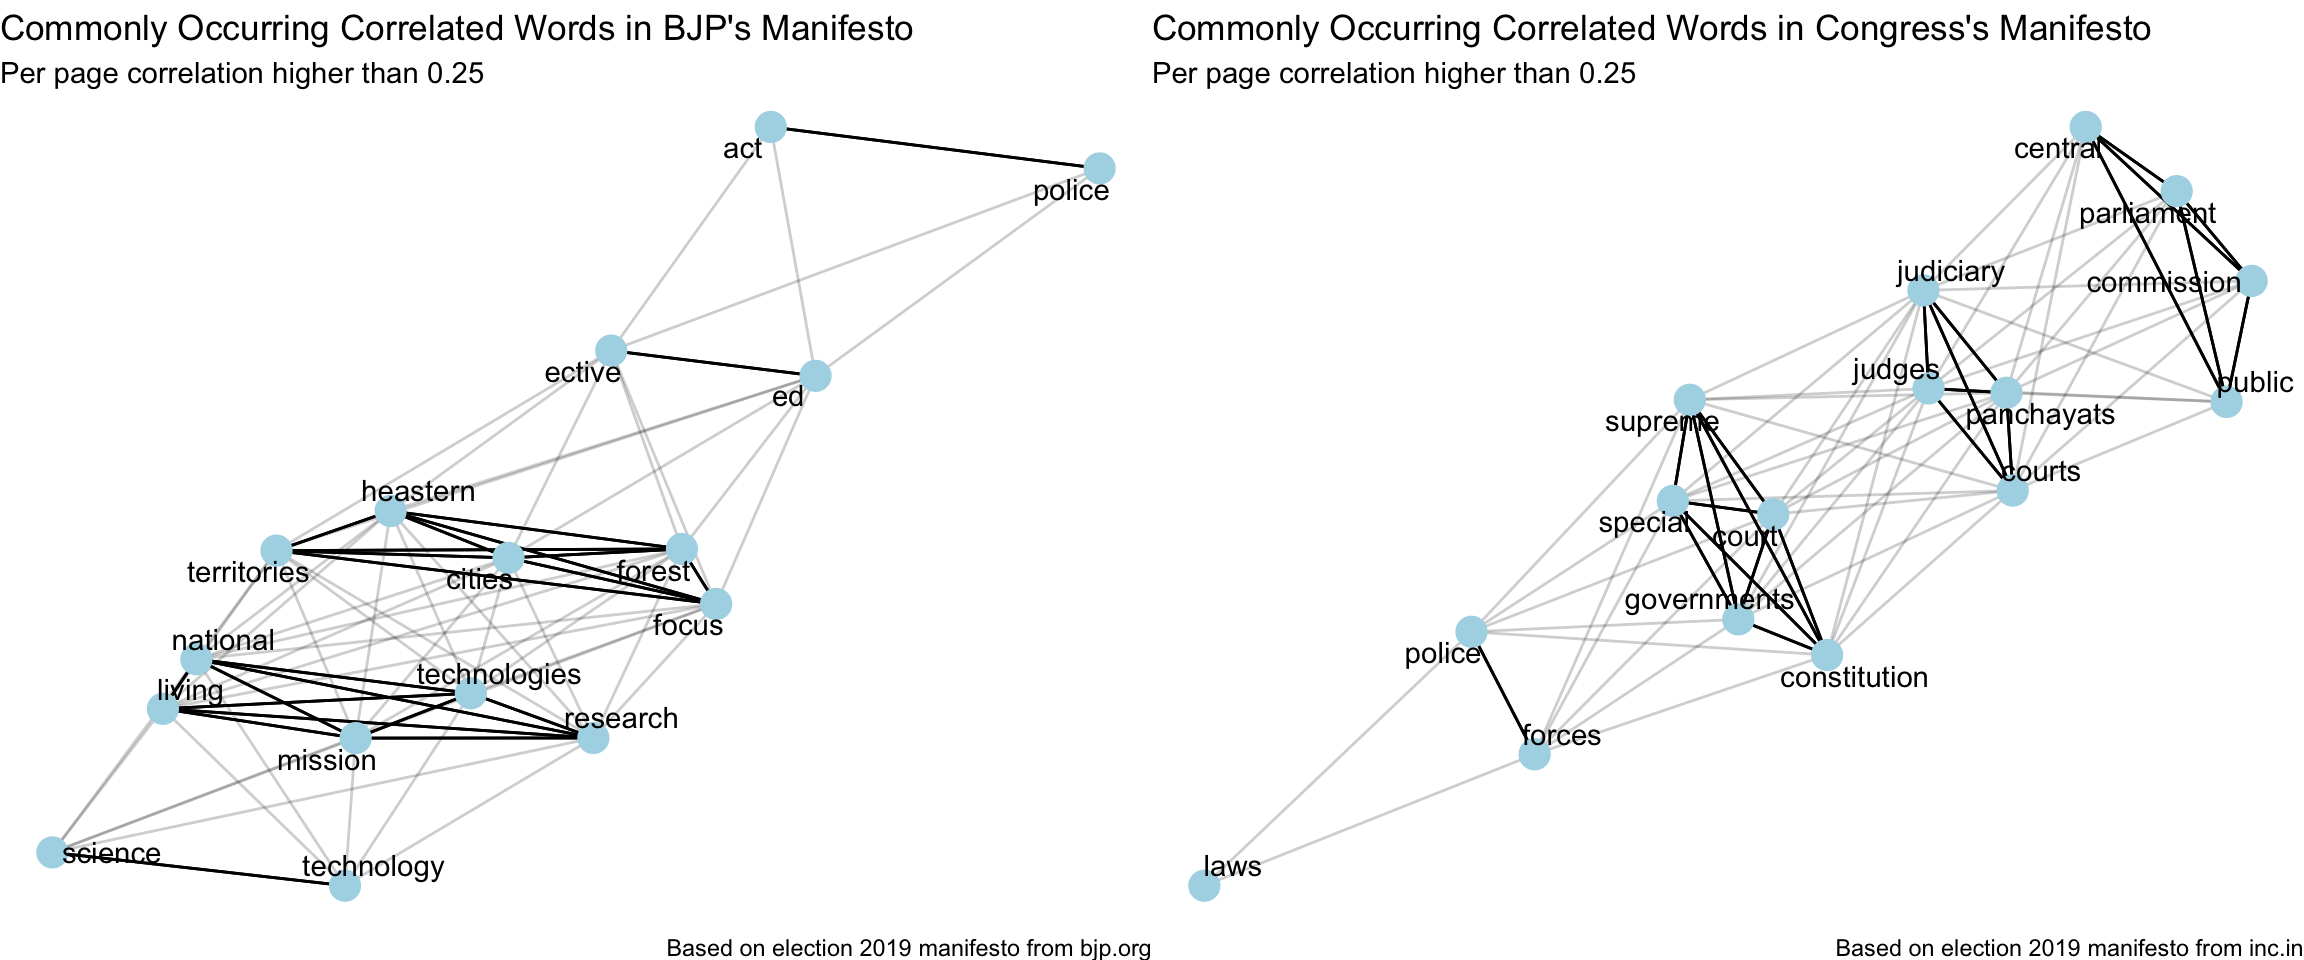 Commonly Occurring Correlated Words in BJP's Manifesto
Per page correlation higher than 0.25
act
police
ective
ed
heastern
territories
cities
forest
focus
national
living
technologies
research
mission
science
technology
Based on election 2019 manifesto from bjp.org
Commonly Occurring Correlated Words in Congress's Manifesto
Per page correlation higher than 0.25
central
parliament
judiciary
commission
judges
public
supreme
panchayats
courts
special
court
governments
police
constitution
forces
laws
Based on election 2019 manifesto from inc.in